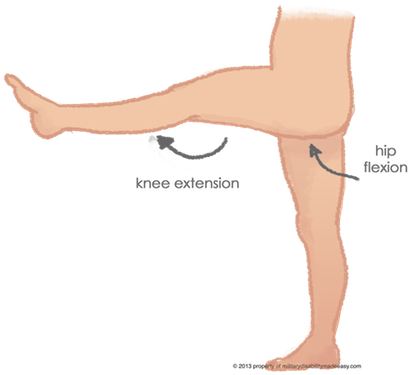 hip
flexion
knee extension
© 2013 property of militarydisabilitymadeeasy.com